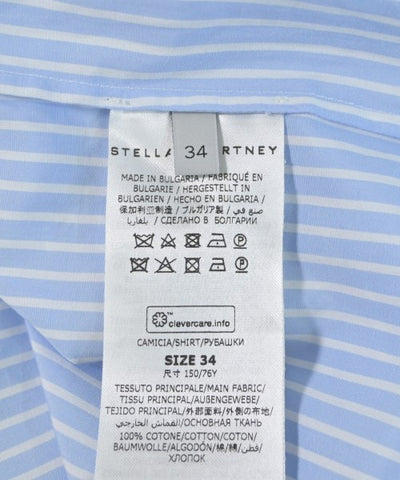 STELLA
34
RTNEY
MADE IN BULGARIA / FABRIQUÉ EN
BULGARIE / HERGESTELLT IN
BULGARIEN / HECHO EN BULGARIA /
保加利亚制造 / ブルガリア製 / صنع في
بلغاريا / СДЕЛАНО В БОЛГАРИИ
clevercare.info
CAMICIA/SHIRT/РУБАШКИ
SIZE 34
尺寸 150/76Y
TESSUTO PRINCIPALE/MAIN FABRIC/
TISSU PRINCIPAL/AUßENGEWEBE/
TEJIDO PRINCIPAL/外部面料/外側の布地/
القماش الخارجي/ОСНОВНАЯ ТКАНЬ
100% COTONE/COTTON/COTON/
BAUMWOLLE/ALGODÓN/棉/綿/قطن/
ХЛОПОК